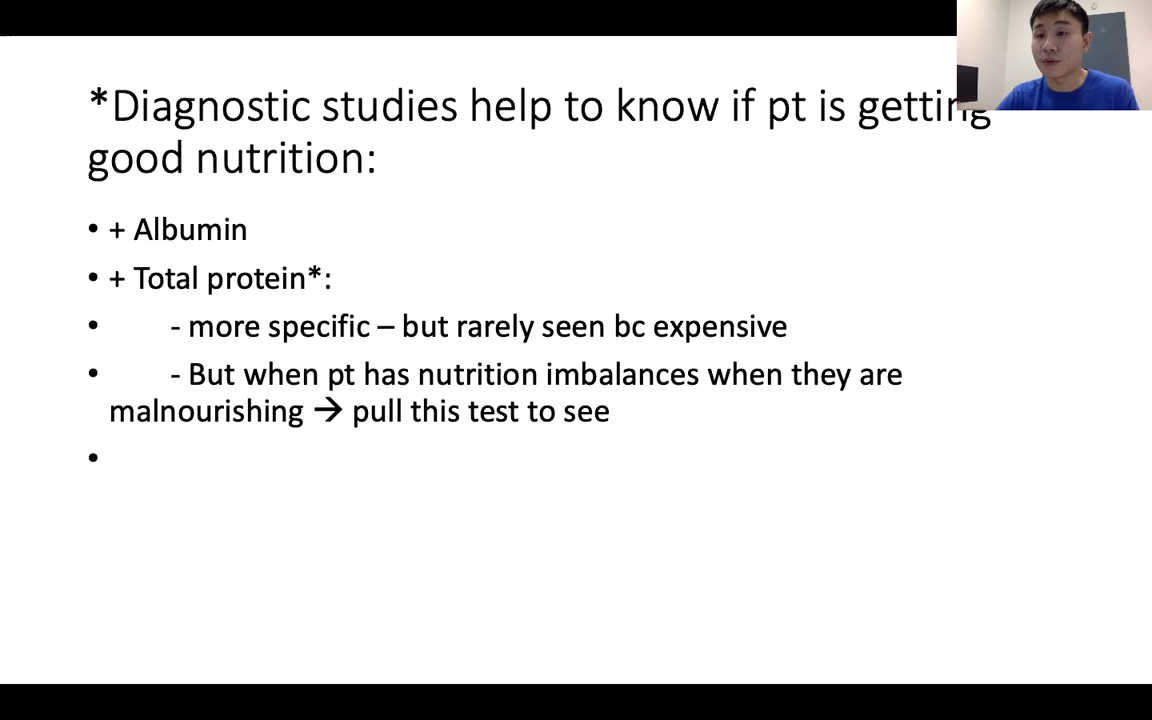 *Diagnostic studies help to know if pt is getting
good nutrition:
• + Albumin
• + Total protein*:
• - more specific – but rarely seen bc expensive
• - But when pt has nutrition imbalances when they are
malnourishing → pull this test to see
•